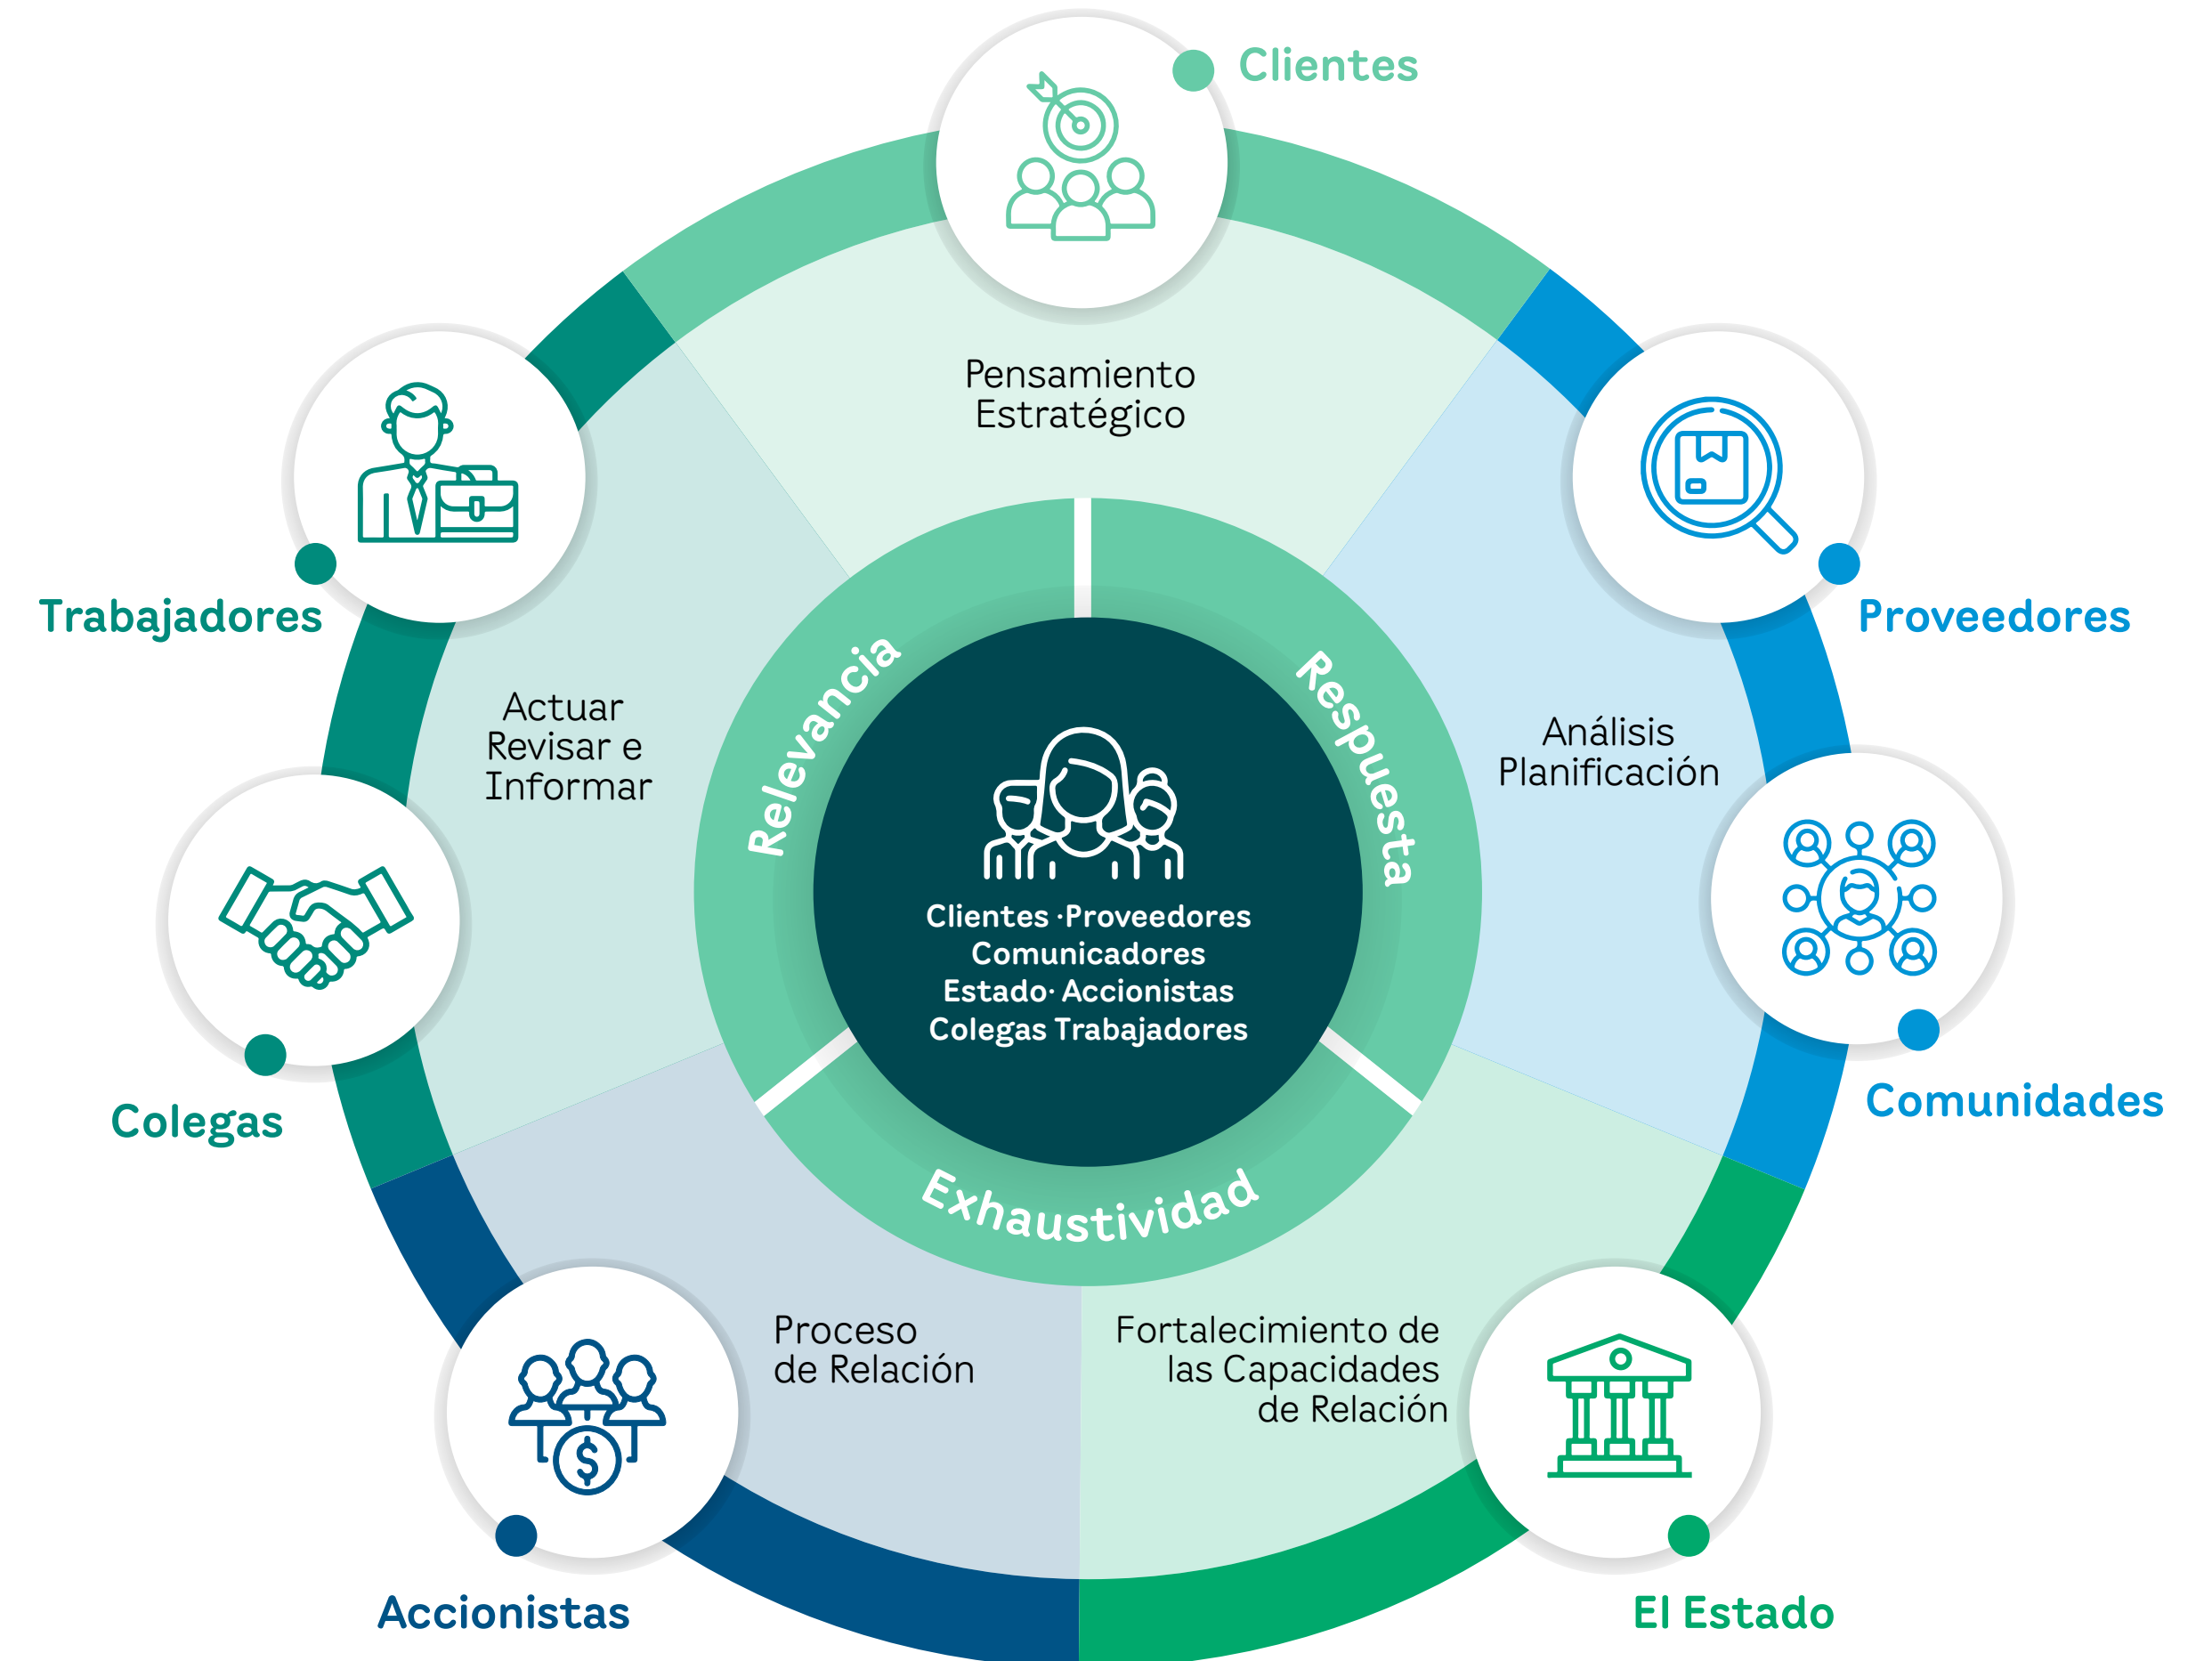 Clientes
Pensamiento
Estratégico
Trabajadores
Proveedores
Actuar
Revisar e
Informar
Análisis
Planificación
Relevancia
Respuesta
Exhaustividad
Clientes ·Proveedores
Comunicadores
Estado· Accionistas
Colegas Trabajadores
Colegas
Comunidades
Proceso
de Relación
Fortalecimiento de
las Capacidades
de Relación
Accionistas
El Estado